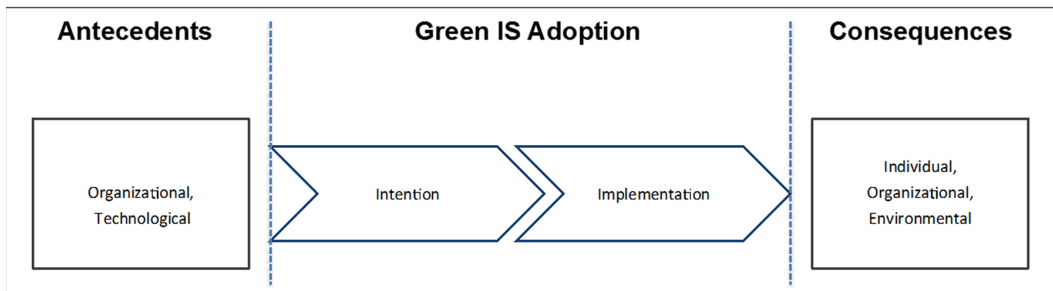 Antecedents
Green IS Adoption
Consequences
Organizational,
Technological
Intention
Implementation
Individual,
Organizational,
Environmental